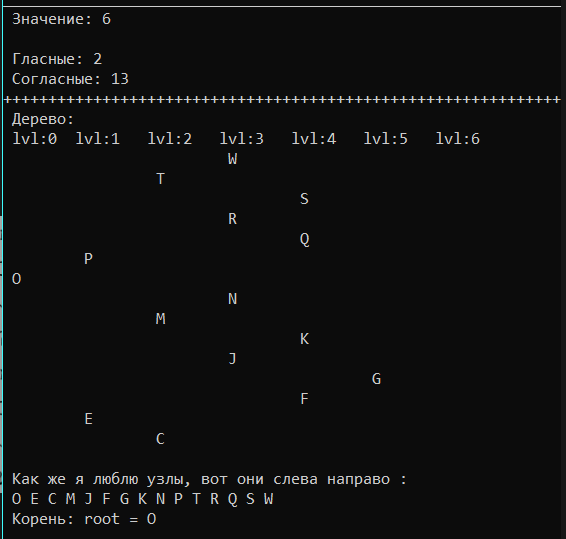 Значение: 6
Гласные: 2
Согласные: 13
++++++++++++++++++++++++++++++++++++++++++++++++++++++++++++++
Дерево:
lvl:0 lvl:1 lvl:2 lvl:3 lvl:4 lvl:5 lvl:6
W
T
S
R
Q
P
O
N
M
K
J
G
F
E
C
Как же я люблю узлы, вот они слева направо :
O E C M J F G K N P T R Q S W
Корень: root = O